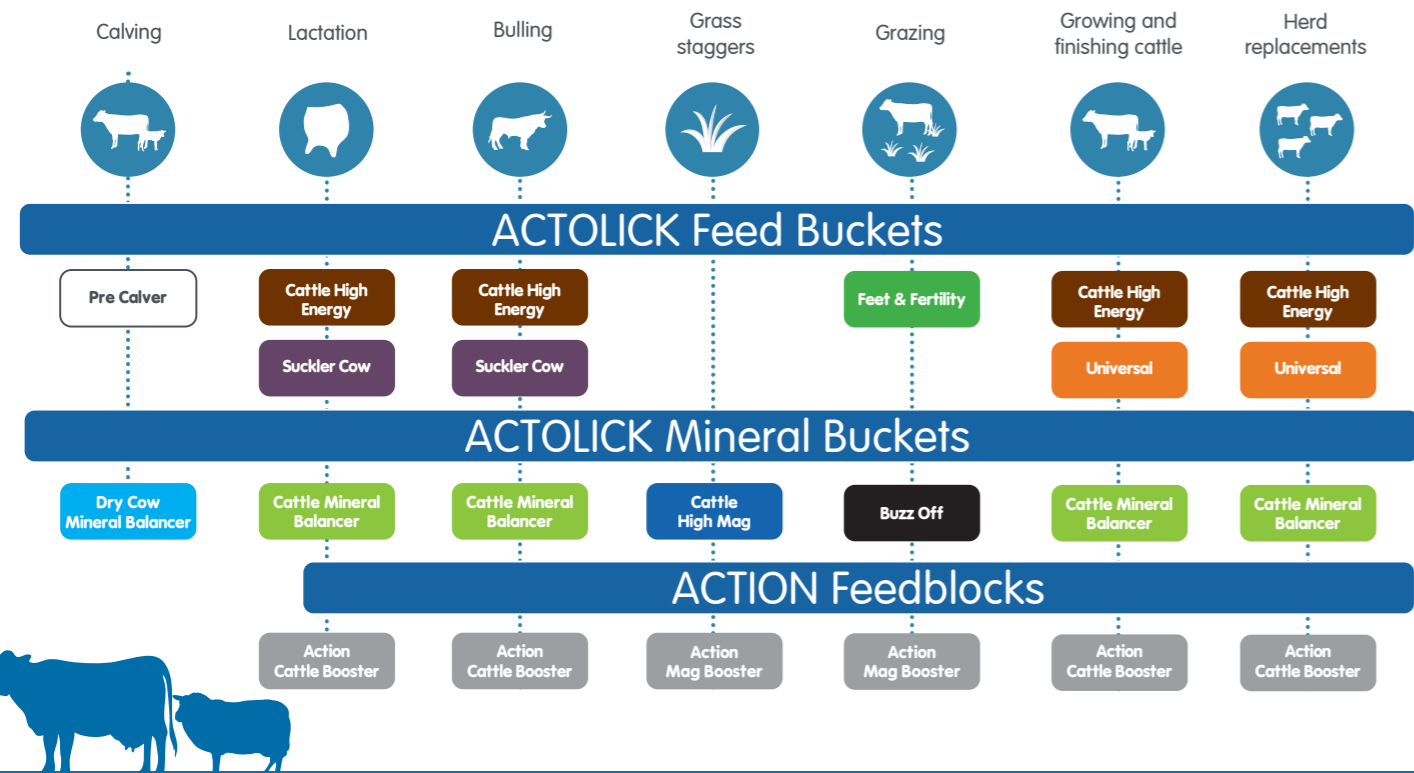 Calving
Lactation
Bulling
Grass
staggers
Grazing
Growing and
finishing cattle
Herd
replacements
ACTOLICK Feed Buckets
Pre Calver
Cattle High
Energy
Cattle High
Energy
Feet & Fertility
Cattle High
Energy
Cattle High
Energy
Suckler Cow
Suckler Cow
Universal
Universal
ACTOLICK Mineral Buckets
Dry Cow
Mineral Balancer
Cattle Mineral
Balancer
Cattle Mineral
Balancer
Cattle
High Mag
Buzz Off
Cattle Mineral
Balancer
Cattle Mineral
Balancer
ACTION Feedblocks
Action
Cattle Booster
Action
Cattle Booster
Action
Mag Booster
Action
Mag Booster
Action
Cattle Booster
Action
Cattle Booster